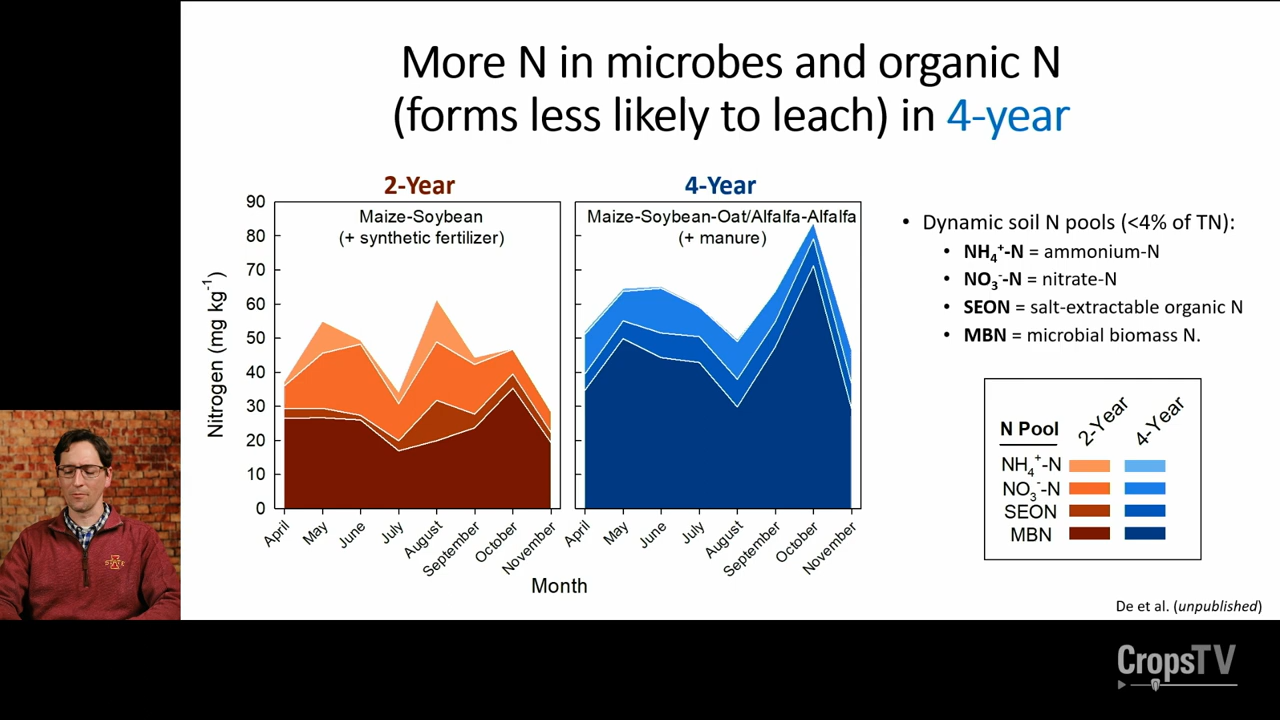 More N in microbes and organic N
(forms less likely to leach) in 4-year
2-Year
4-Year
Maize-Soybean
(+ synthetic fertilizer)
Maize-Soybean-Oat/Alfalfa-Alfalfa
(+ manure)
Nitrogen (mg kg⁻¹)
90
80
70
60
50
40
30
20
10
0
April
May
June
July
August
September
October
November
April
May
June
July
August
September
October
November
Month
• Dynamic soil N pools (<4% of TN):
• NH₄⁺-N = ammonium-N
• NO₃⁻-N = nitrate-N
• SEON = salt-extractable organic N
• MBN = microbial biomass N.
N Pool 2-Year 4-Year
NH₄⁺-N
NO₃⁻-N
SEON
MBN
De et al. (unpublished)
STATE
CropsTV